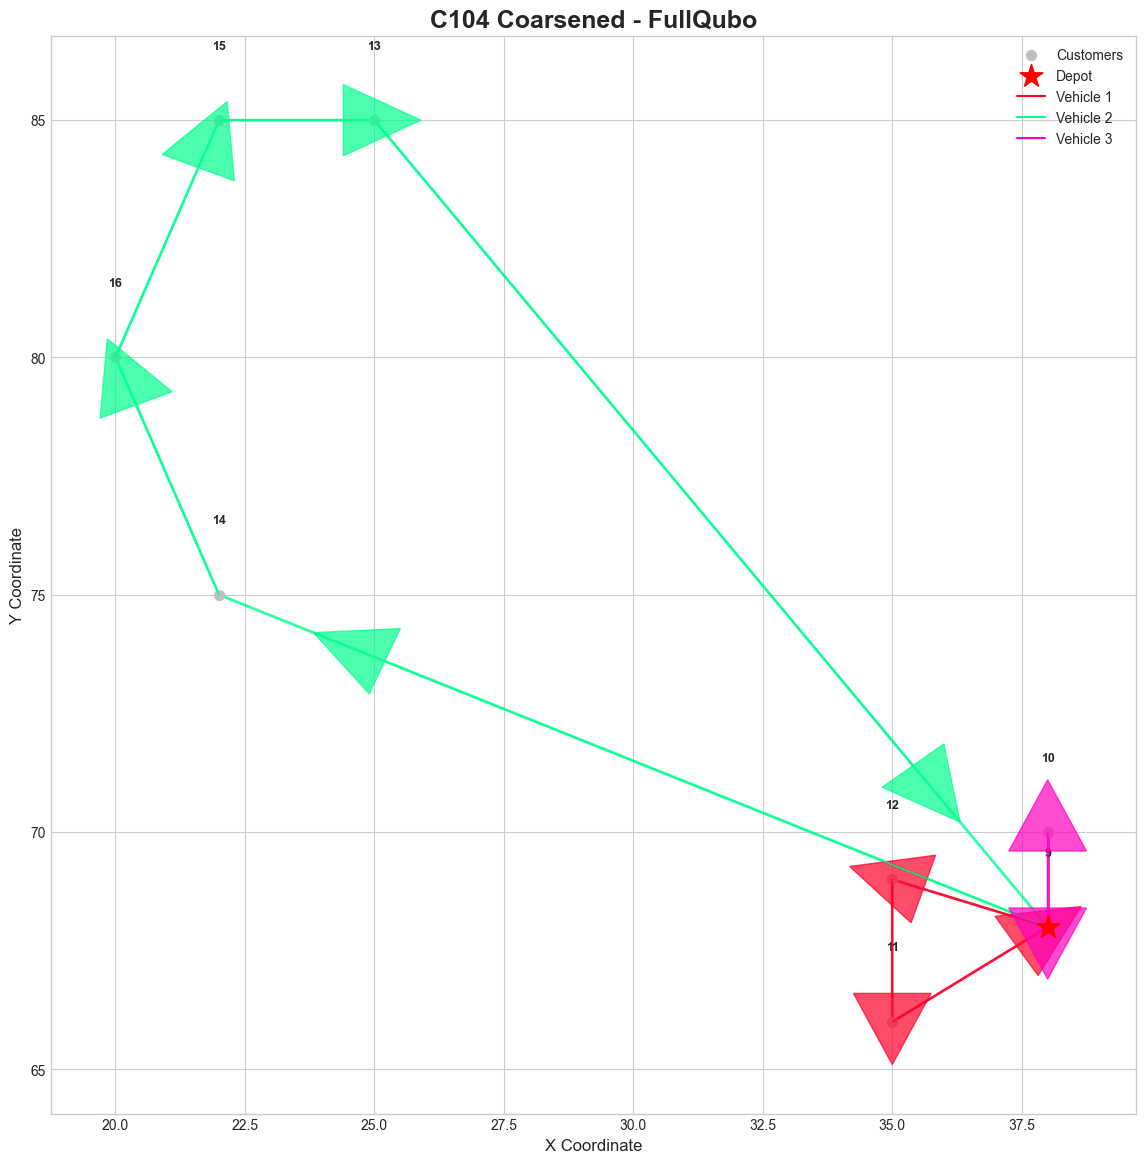 C104 Coarsened - FullQubo
15
13
Customers
Depot
Vehicle 1
Vehicle 2
Vehicle 3
85
16
80
14
75
10
12
70
9
11
65
20.0
22.5
25.0
27.5
30.0
32.5
35.0
37.5
X Coordinate
Y Coordinate